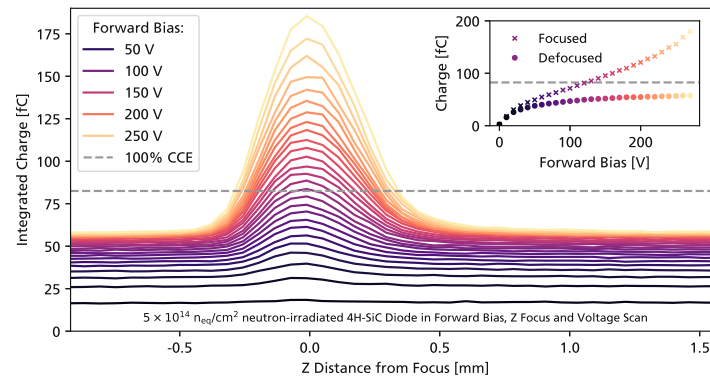 Integrated Charge [fC]
175
150
125
100
75
50
25
0
Forward Bias:
50 V
100 V
150 V
200 V
250 V
100% CCE
Charge [fC]
200
100
0
Focused
Defocused
0
100
200
Forward Bias [V]
5 × 10¹⁴ n_eq/cm² neutron-irradiated 4H-SiC Diode in Forward Bias, Z Focus and Voltage Scan
-0.5
0.0
0.5
1.0
1.5
Z Distance from Focus [mm]